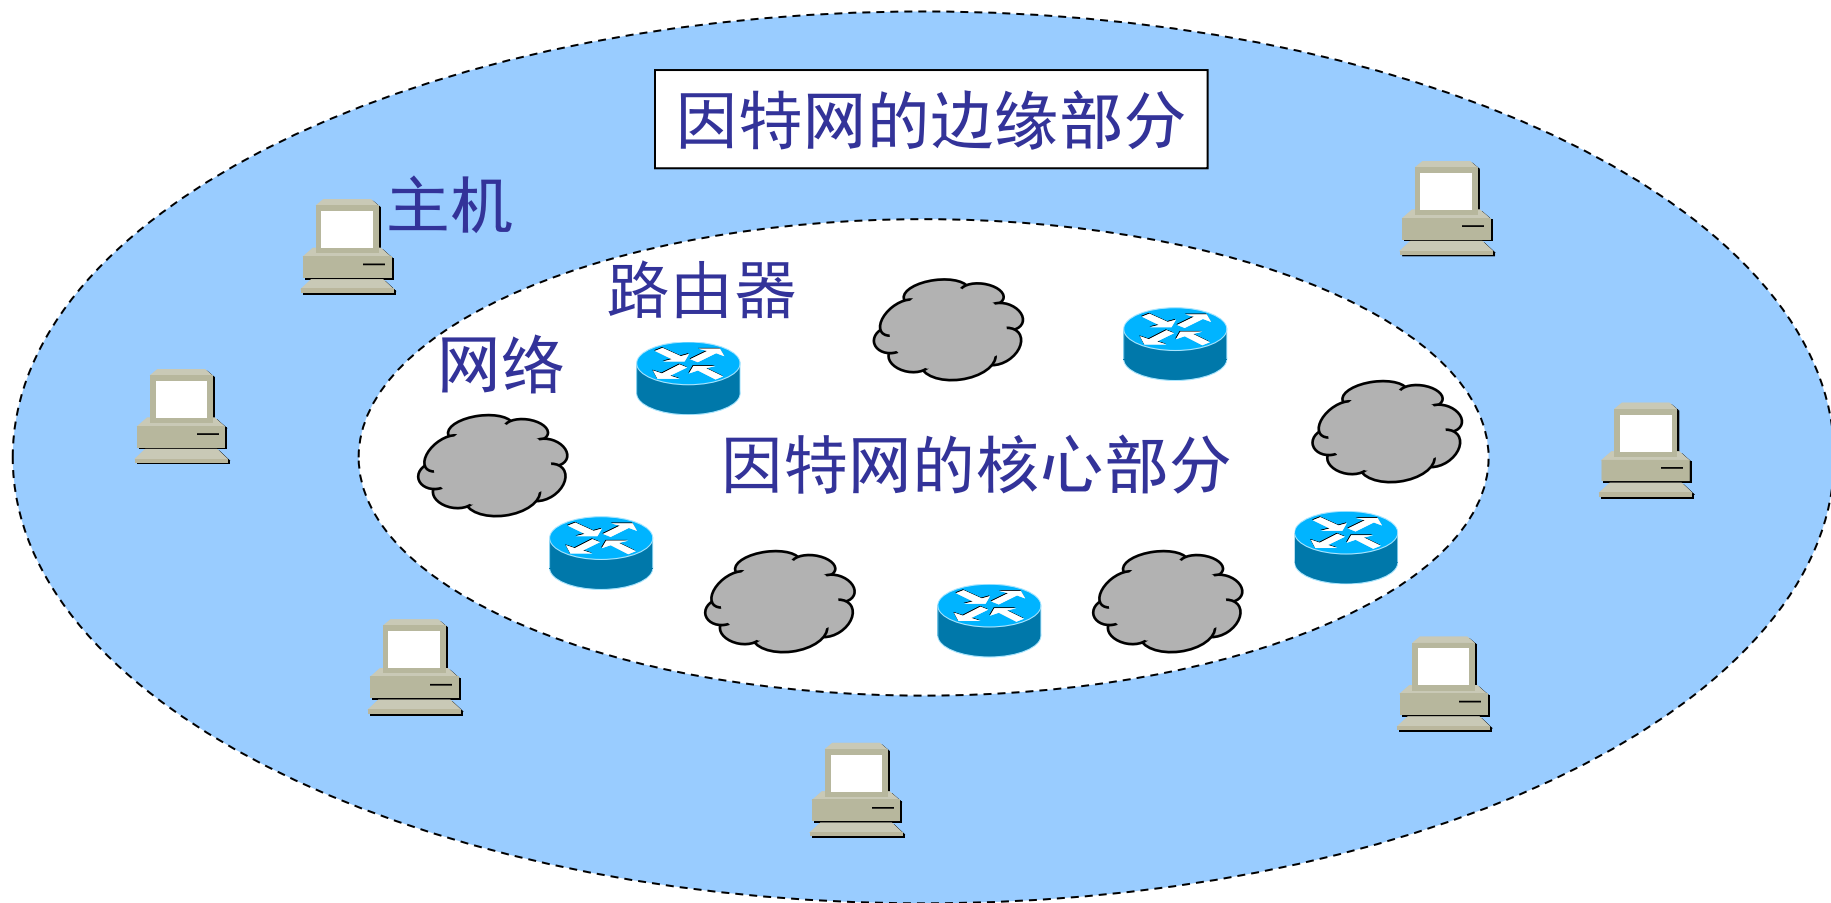 因特网的边缘部分
主机
路由器
网络
因特网的核心部分